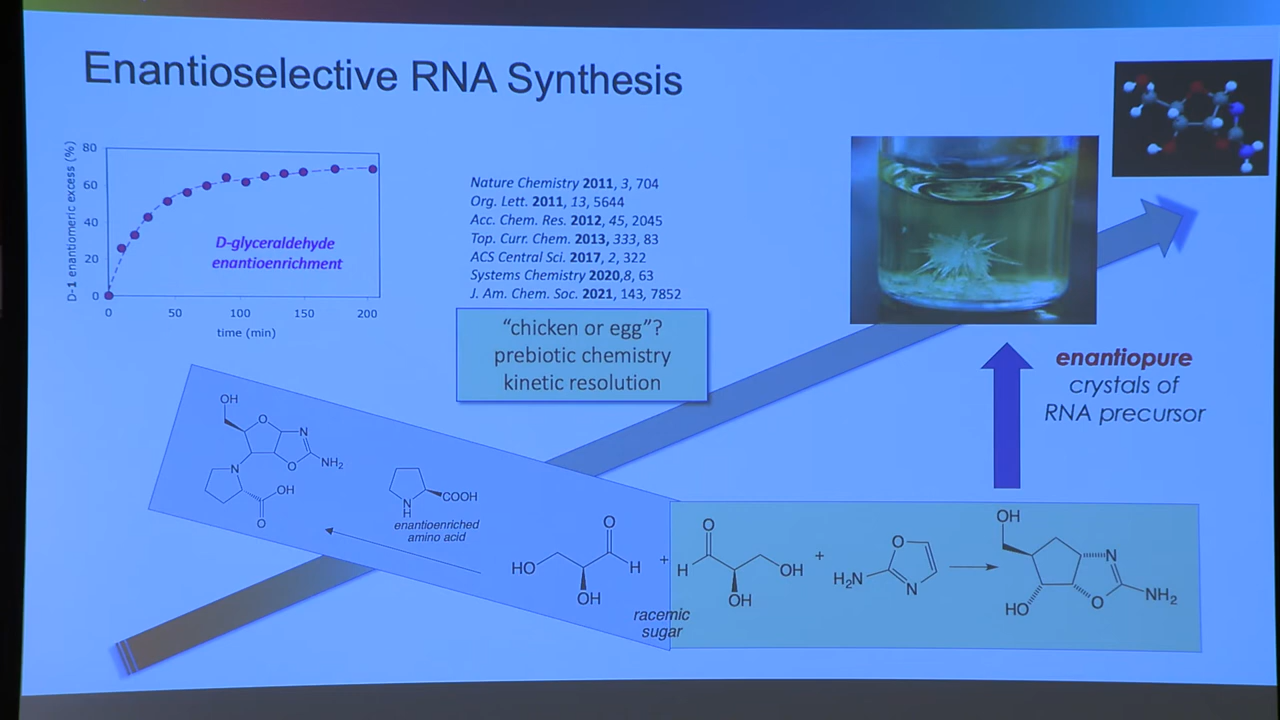 Enantioselective RNA Synthesis
D-1 enantiomeric excess (%)
80
60
40
20
0
0
50
100
150
200
time (min)
D-glyceraldehyde
enantioenrichment
Nature Chemistry 2011, 3, 704
Org. Lett. 2011, 13, 5644
Acc. Chem. Res. 2012, 45, 2045
Top. Curr. Chem. 2013, 333, 83
ACS Central Sci. 2017, 2, 322
Systems Chemistry 2020,8, 63
J. Am. Chem. Soc. 2021, 143, 7852
"chicken or egg"?
prebiotic chemistry
kinetic resolution
enantiopure
crystals of
RNA precursor
OH
O
N
O
NH2
N
OH
O
N
H
COOH
enantioenriched
amino acid
O
HO
H
OH
+
O
H
OH
OH
racemic
sugar
+
O
H2N
N
OH
N
O
NH2
HO